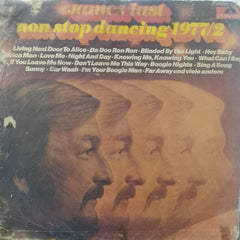 James Last
non stop dancing 1977/2
Living Next Door To Alice - Da Doo Ron Ron - Blinded By The Light - Hey Baby
Africa Man - Love Me - Night And Day - Knowing Me, Knowing You - What Can I Say
If You Leave Me Now - Don't Leave Me This Way - Boogie Nights - Sing A Song
Sunny - Car Wash - I'm Your Boogie Man - Far Away und viele andere